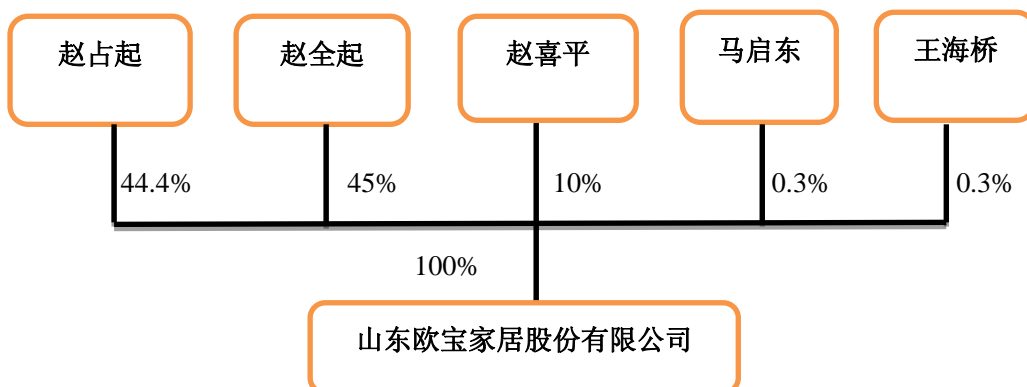 赵占起
赵全起
赵喜平
马启东
王海桥
44.4%
45%
10%
0.3%
0.3%
100%
山东欧宝家居股份有限公司